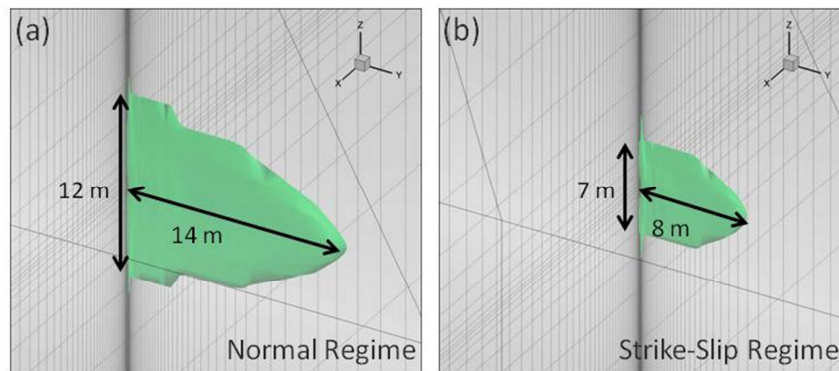 (a)
Z
X
Y
12 m
14 m
Normal Regime
(b)
Z
X
Y
7 m
8 m
Strike-Slip Regime